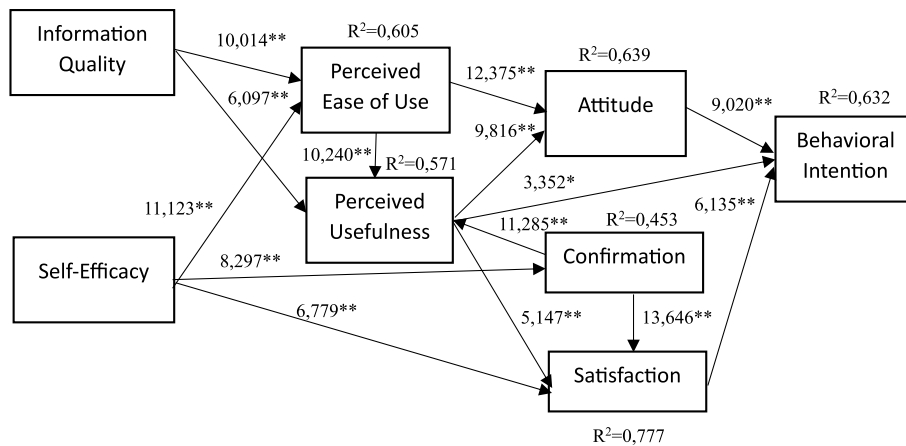 Information
Quality
10,014**
R²=0,605
Perceived
Ease of Use
12,375**
R²=0,639
Attitude
9,020**
R²=0,632
Behavioral
Intention
6,097**
9,816**
10,240**
R²=0,571
3,352*
11,123**
Perceived
Usefulness
6,135**
11,285**
R²=0,453
Self-Efficacy
8,297**
Confirmation
6,779**
5,147**
13,646**
Satisfaction
R²=0,777